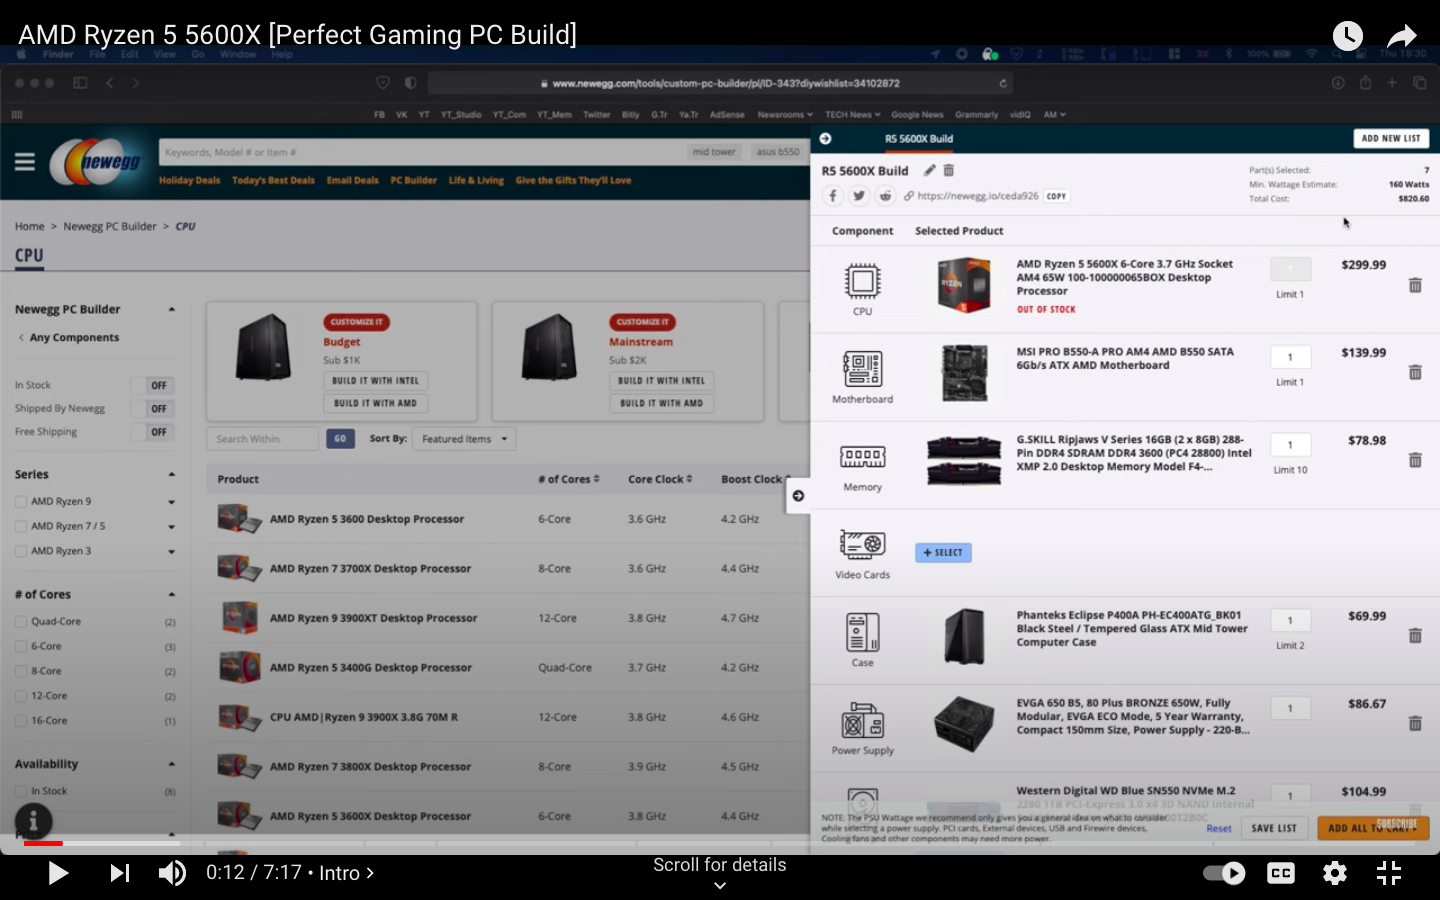 AMD Ryzen 5 5600X [Perfect Gaming PC Build]
Finder File Edit View Go Window Help
100% Thu 18:30
www.newegg.com/tools/custom-pc-builder/pl/ID-343?diywishlist=34102872
FB VK YT YT_Studio YT_Com YT_Mem Twitter Bitly G.Tr Ya.Tr AdSense Newsrooms TECH News Google News Grammarly vidIQ AM
newegg
Keywords, Model # or Item #
mid tower
asus b550
Holiday Deals Today's Best Deals Email Deals PC Builder Life & Living Give the Gifts They'll Love
Home > Newegg PC Builder > CPU
CPU
Newegg PC Builder
Any Components
In Stock OFF
Shipped By Newegg OFF
Free Shipping OFF
Series
AMD Ryzen 9
AMD Ryzen 7 / 5
AMD Ryzen 3
# of Cores
Quad-Core (2)
6-Core (3)
8-Core (2)
12-Core (2)
16-Core (1)
Availability
In Stock (8)
CUSTOMIZE IT
Budget
Sub $1K
BUILD IT WITH INTEL
BUILD IT WITH AMD
CUSTOMIZE IT
Mainstream
Sub $2K
BUILD IT WITH INTEL
BUILD IT WITH AMD
Search Within GO Sort By: Featured Items
Product # of Cores Core Clock Boost Clock
AMD Ryzen 5 3600 Desktop Processor 6-Core 3.6 GHz 4.2 GHz
AMD Ryzen 7 3700X Desktop Processor 8-Core 3.6 GHz 4.4 GHz
AMD Ryzen 9 3900XT Desktop Processor 12-Core 3.8 GHz 4.7 GHz
AMD Ryzen 5 3400G Desktop Processor Quad-Core 3.7 GHz 4.2 GHz
CPU AMD|Ryzen 9 3900X 3.8G 70M R 12-Core 3.8 GHz 4.6 GHz
AMD Ryzen 7 3800X Desktop Processor 8-Core 3.9 GHz 4.5 GHz
AMD Ryzen 5 3600X Desktop Processor 6-Core 3.8 GHz 4.4 GHz
R5 5600X Build
ADD NEW LIST
R5 5600X Build
https://newegg.io/ceda926 COPY
Part(s) Selected: 7
Min. Wattage Estimate: 160 Watts
Total Cost: $820.60
Component Selected Product
CPU
RYZEN
AMD Ryzen 5 5600X 6-Core 3.7 GHz Socket
AM4 65W 100-100000065BOX Desktop
Processor
OUT OF STOCK
1
Limit 1
$299.99
Motherboard
MSI PRO B550-A PRO AM4 AMD B550 SATA
6Gb/s ATX AMD Motherboard
1
Limit 1
$139.99
Memory
G.SKILL Ripjaws V Series 16GB (2 x 8GB) 288-
Pin DDR4 SDRAM DDR4 3600 (PC4 28800) Intel
XMP 2.0 Desktop Memory Model F4-...
1
Limit 10
$78.98
Video Cards
+ SELECT
Case
Phanteks Eclipse P400A PH-EC400ATG_BK01
Black Steel / Tempered Glass ATX Mid Tower
Computer Case
1
Limit 2
$69.99
Power Supply
EVGA 650 B5, 80 Plus BRONZE 650W, Fully
Modular, EVGA ECO Mode, 5 Year Warranty,
Compact 150mm Size, Power Supply - 220-B...
1
$86.67
Western Digital WD Blue SN550 NVMe M.2
2280 1TB PCI-Express 3.0 x4 3D NAND Internal
1
$104.99
NOTE: The PSU Wattage we recommend only gives you a general idea on what to consider
while selecting a power supply. PCI cards, External devices, USB and Firewire devices,
Cooling fans and other components may need more power.
Reset SAVE LIST ADD ALL TO CART
SUBSCRIBE
0:12 / 7:17 • Intro
Scroll for details
CC